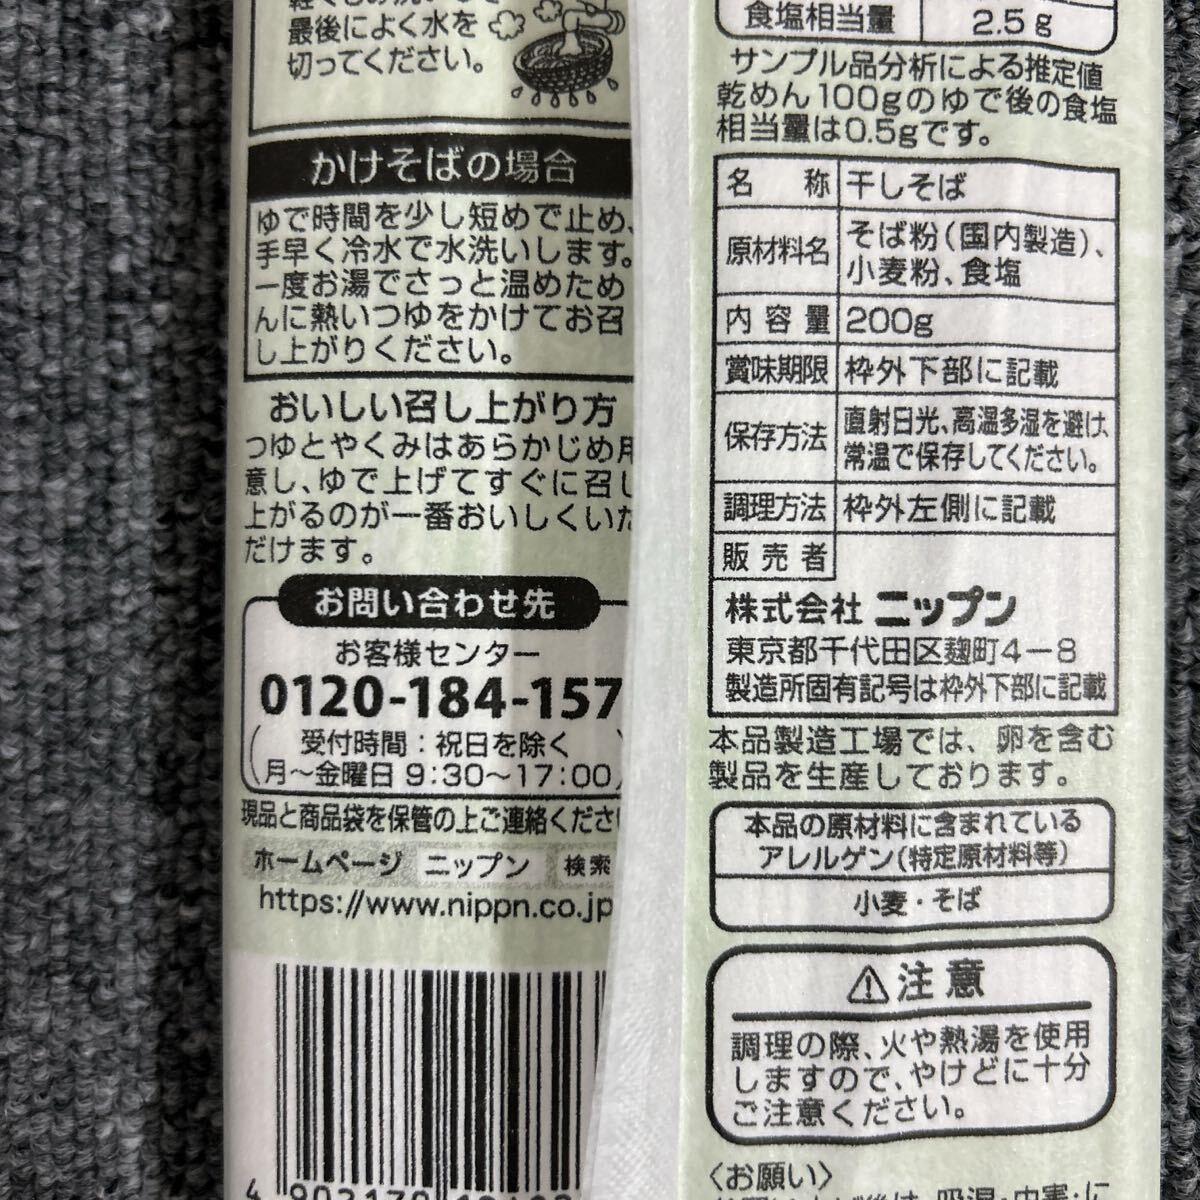 最後によく水を
切ってください。
かけそばの場合
ゆで時間を少し短めで止め、
手早く冷水で水洗いします。
一度お湯でさっと温めため
んに熱いつゆをかけてお召
し上がりください。
おいしい召し上がり方
つゆとやくみはあらかじめ用
意し、ゆで上げてすぐに召し
上がるのが一番おいしくいた
だけます。
お問い合わせ先
お客様センター
0120-184-157
受付時間:祝日を除く
月〜金曜日 9:30〜17:00
現品と商品袋を保管の上ご連絡ください
ホームページ ニップン 検索
https://www.nippn.co.jp
食塩相当量 2.5g
サンプル品分析による推定値
乾めん100gのゆで後の食塩
相当量は0.5gです。
名称 干しそば
原材料名 そば粉(国内製造)、
小麦粉、食塩
内容量 200g
賞味期限 枠外下部に記載
保存方法 直射日光、高温多湿を避け、
常温で保存してください。
調理方法 枠外左側に記載
販売者
株式会社 ニップン
東京都千代田区麹町4-8
製造所固有記号は枠外下部に記載
本品製造工場では、卵を含む
製品を生産しております。
本品の原材料に含まれている
アレルゲン(特定原材料等)
小麦・そば
⚠注意
調理の際、火や熱湯を使用
しますので、やけどに十分
ご注意ください。
〈お願い〉